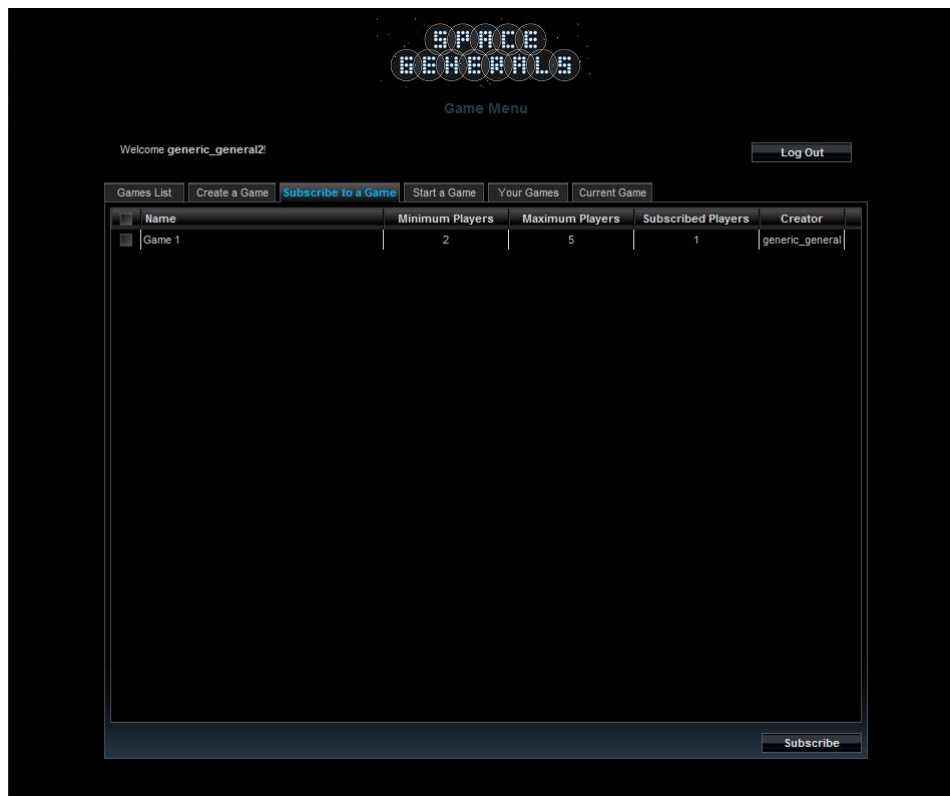 SPACE
GENERALS
Game Menu
Welcome generic_general2!
Log Out
Games List Create a Game Subscribe to a Game Start a Game Your Games Current Game
Name Minimum Players Maximum Players Subscribed Players Creator
Game 1 2 5 1 generic_general
Subscribe